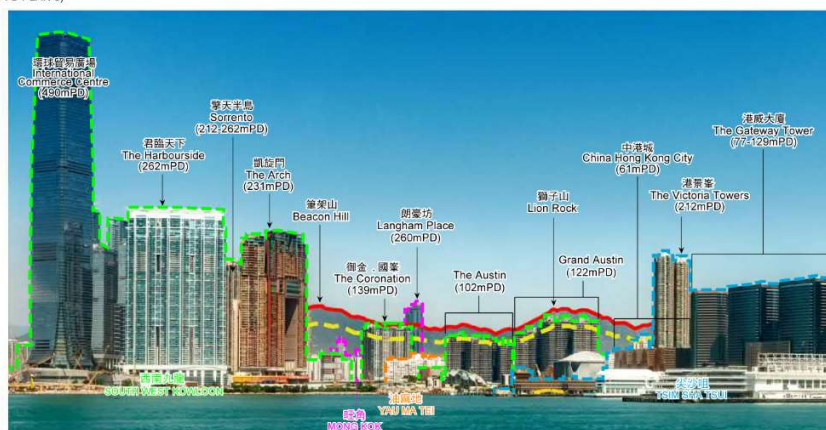 環球貿易廣場
International
Commerce Centre
(490mPD)
君臨天下
The Harbourside
(262mPD)
擎天半島
Sorrento
(212-262mPD)
凱旋門
The Arch
(231mPD)
筆架山
Beacon Hill
御金．國峯
The Coronation
(139mPD)
朗豪坊
Langham Place
(260mPD)
The Austin
(102mPD)
獅子山
Lion Rock
Grand Austin
(122mPD)
中港城
China Hong Kong City
(61mPD)
港景峯
The Victoria Towers
(212mPD)
港威大廈
The Gateway Tower
(77-129mPD)
西南九龍
SOUTH WEST KOWLOON
旺角
MONG KOK
油麻地
YAU MA TEI
尖沙咀
TSIM SHA TSUI